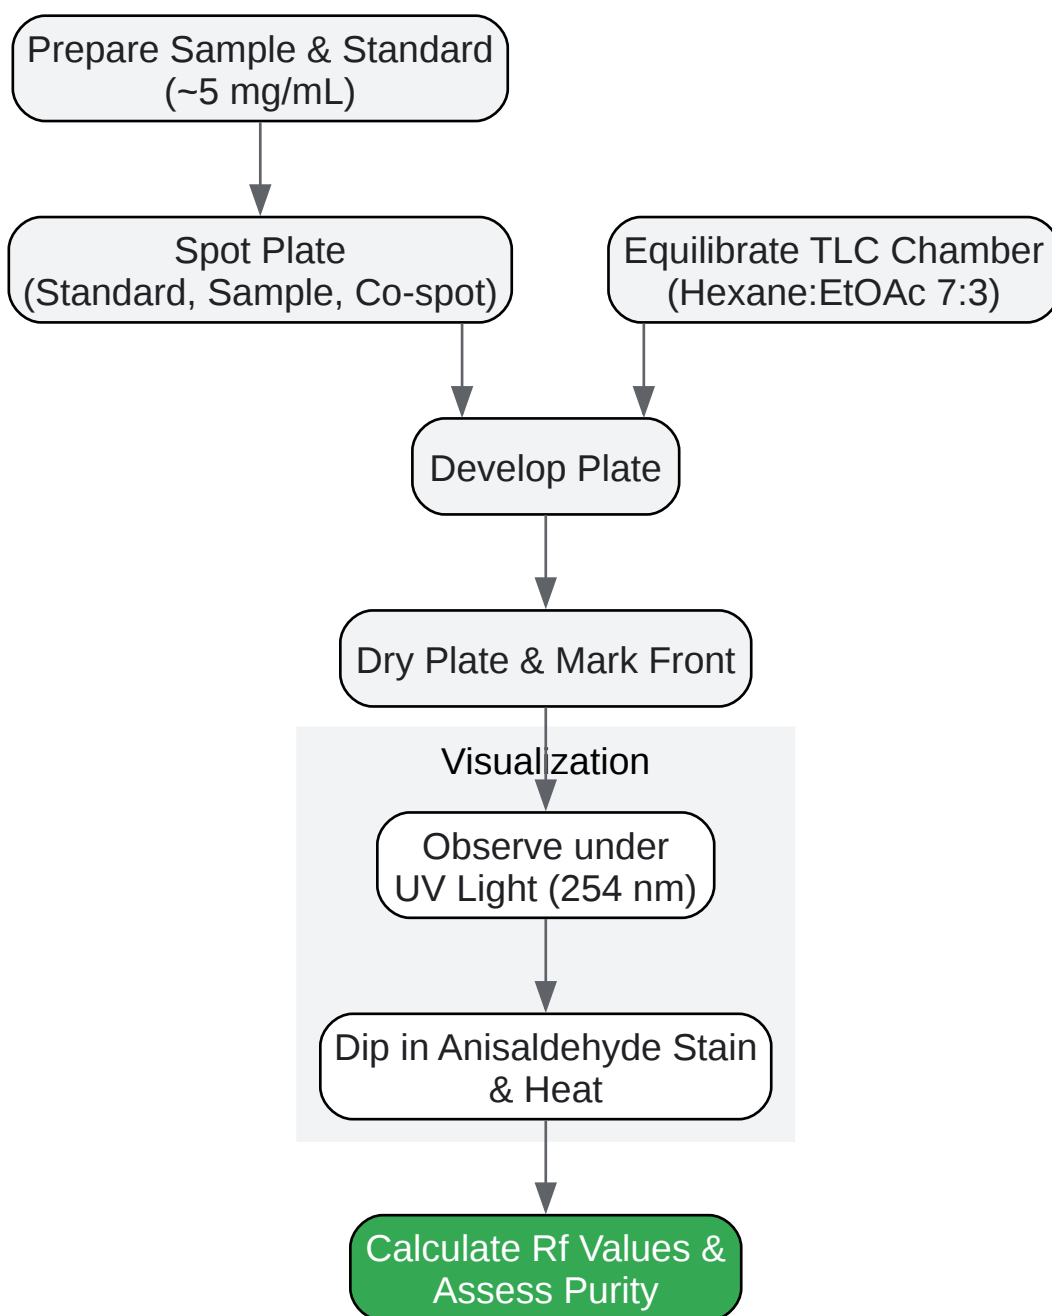 Prepare Sample & Standard
(~5 mg/mL)
Spot Plate
(Standard, Sample, Co-spot)
Equilibrate TLC Chamber
(Hexane:EtOAc 7:3)
Develop Plate
Dry Plate & Mark Front
Visualization
Observe under
UV Light (254 nm)
Dip in Anisaldehyde Stain
& Heat
Calculate Rf Values &
Assess Purity